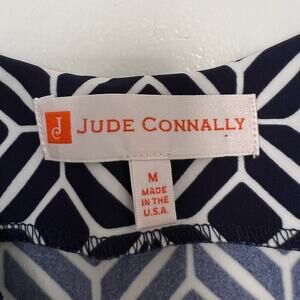 J JUDE CONNALLY
M
MADE
IN THE
U.S.A.